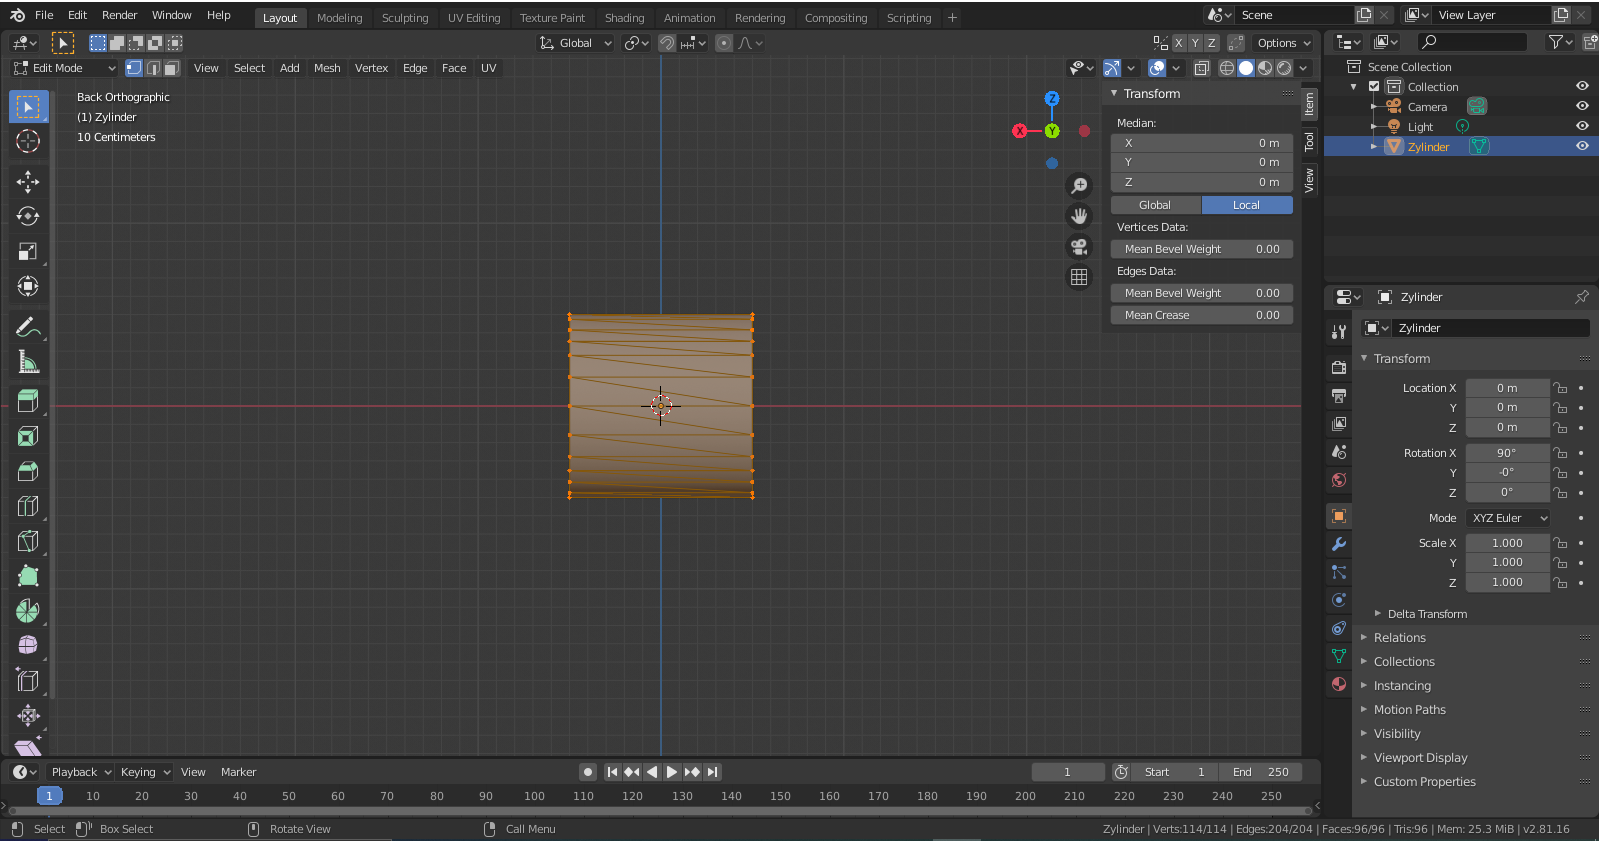 File Edit Render Window Help Layout Modeling Sculpting UV Editing Texture Paint Shading Animation Rendering Compositing Scripting + Scene View Layer
Global X Y Z Options
Edit Mode View Select Add Mesh Vertex Edge Face UV
Back Orthographic
(1) Zylinder
10 Centimeters
Z
X Y
Transform
Median:
X 0 m
Y 0 m
Z 0 m
Global Local
Vertices Data:
Mean Bevel Weight 0.00
Edges Data:
Mean Bevel Weight 0.00
Mean Crease 0.00
Item
Tool
View
Scene Collection
Collection
Camera
Light
Zylinder
Zylinder
Zylinder
Transform
Location X 0 m
Y 0 m
Z 0 m
Rotation X 90°
Y -0°
Z 0°
Mode XYZ Euler
Scale X 1.000
Y 1.000
Z 1.000
Delta Transform
Relations
Collections
Instancing
Motion Paths
Visibility
Viewport Display
Custom Properties
Playback Keying View Marker 1 Start 1 End 250
1 10 20 30 40 50 60 70 80 90 100 110 120 130 140 150 160 170 180 190 200 210 220 230 240 250
Select Box Select Rotate View Call Menu Zylinder | Verts:114/114 | Edges:204/204 | Faces:96/96 | Tris:96 | Mem: 25.3 MiB | v2.81.16